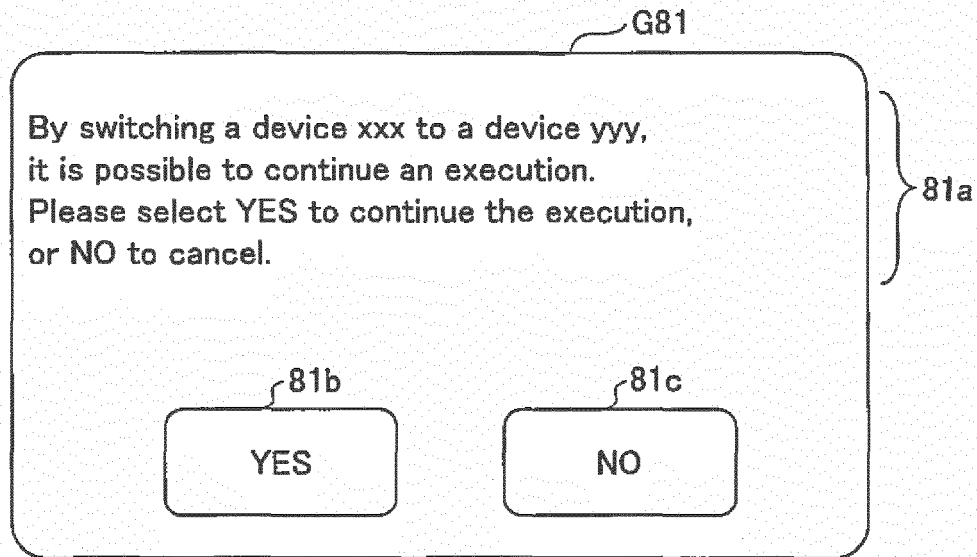 G81
By switching a device xxx to a device yyy,
it is possible to continue an execution.
Please select YES to continue the execution,
or NO to cancel.
81a
81b
81c
YES
NO